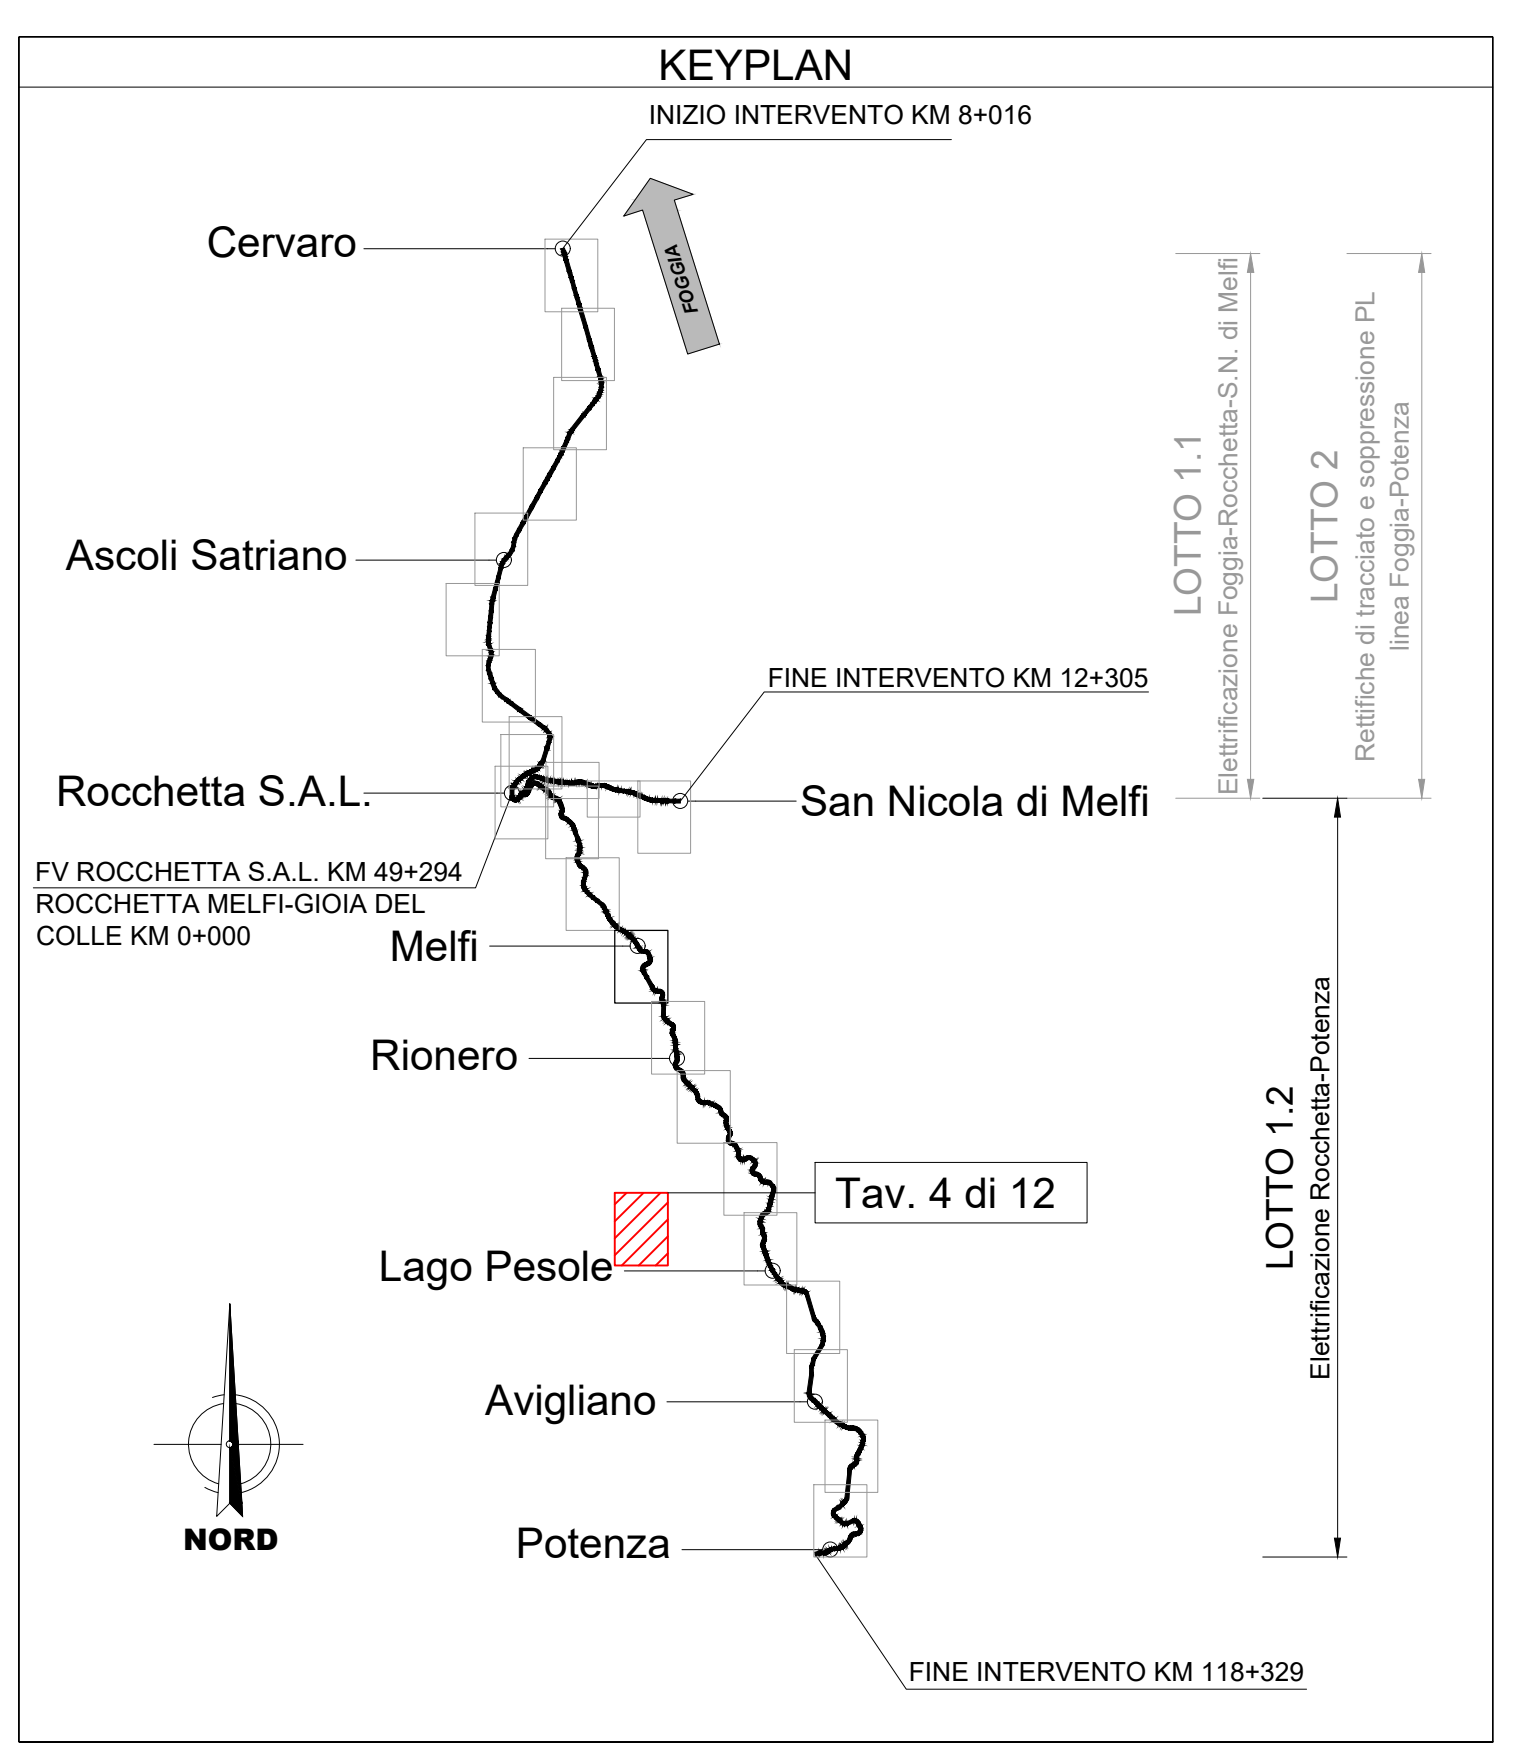 KEYPLAN
INIZIO INTERVENTO KM 8+016
Cervaro
FOGGIA
Ascoli Satriano
FINE INTERVENTO KM 12+305
Rocchetta S.A.L.
San Nicola di Melfi
FV ROCCHETTA S.A.L. KM 49+294
ROCCHETTA MELFI-GIOIA DEL
COLLE KM 0+000
Melfi
Rionero
Tav. 4 di 12
Lago Pesole
Avigliano
Potenza
NORD
FINE INTERVENTO KM 118+329
LOTTO 1.1
Elettrificazione Foggia-Rocchetta-S.N. di Melfi
LOTTO 2
Rettifiche di tracciato e soppressione PL
linea Foggia-Potenza
LOTTO 1.2
Elettrificazione Rocchetta-Potenza